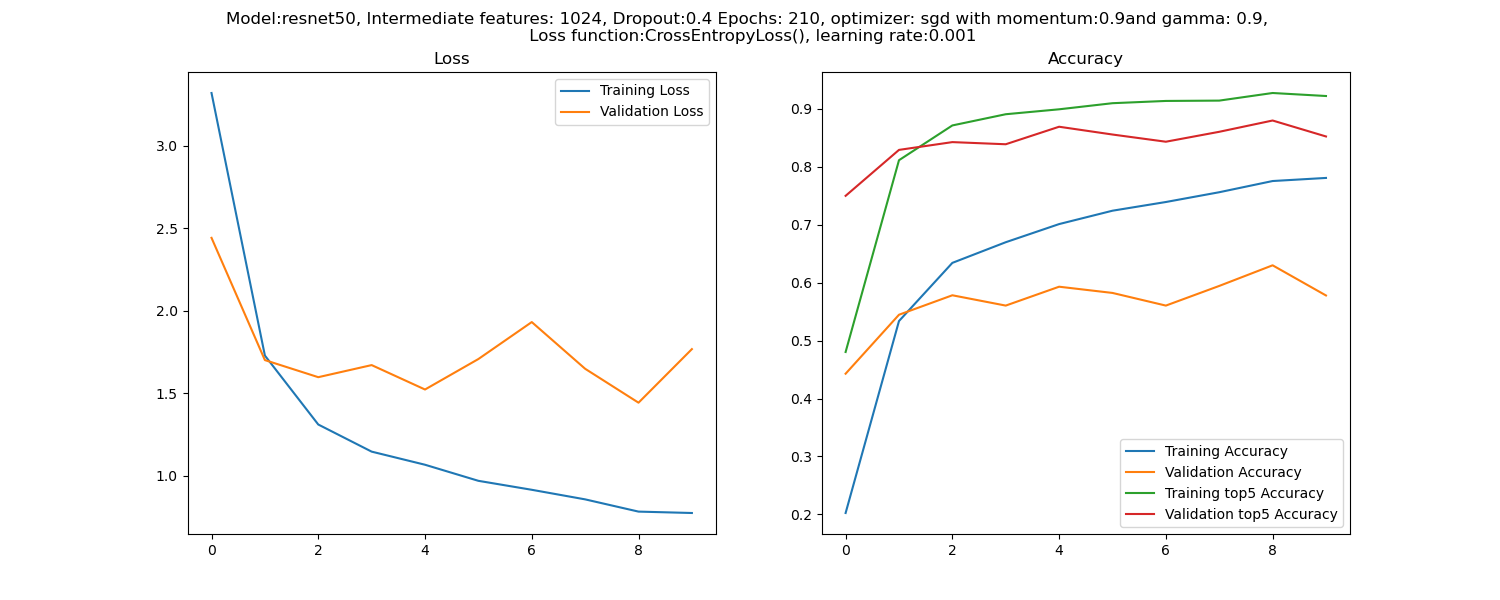 Model:resnet50, Intermediate features: 1024, Dropout:0.4 Epochs: 210, optimizer: sgd with momentum:0.9and gamma: 0.9,
Loss function:CrossEntropyLoss(), learning rate:0.001
Loss
Training Loss
Validation Loss
3.0
2.5
2.0
1.5
1.0
0 2 4 6 8
Accuracy
0.9
0.8
0.7
0.6
0.5
0.4
0.3
0.2
Training Accuracy
Validation Accuracy
Training top5 Accuracy
Validation top5 Accuracy
0 2 4 6 8